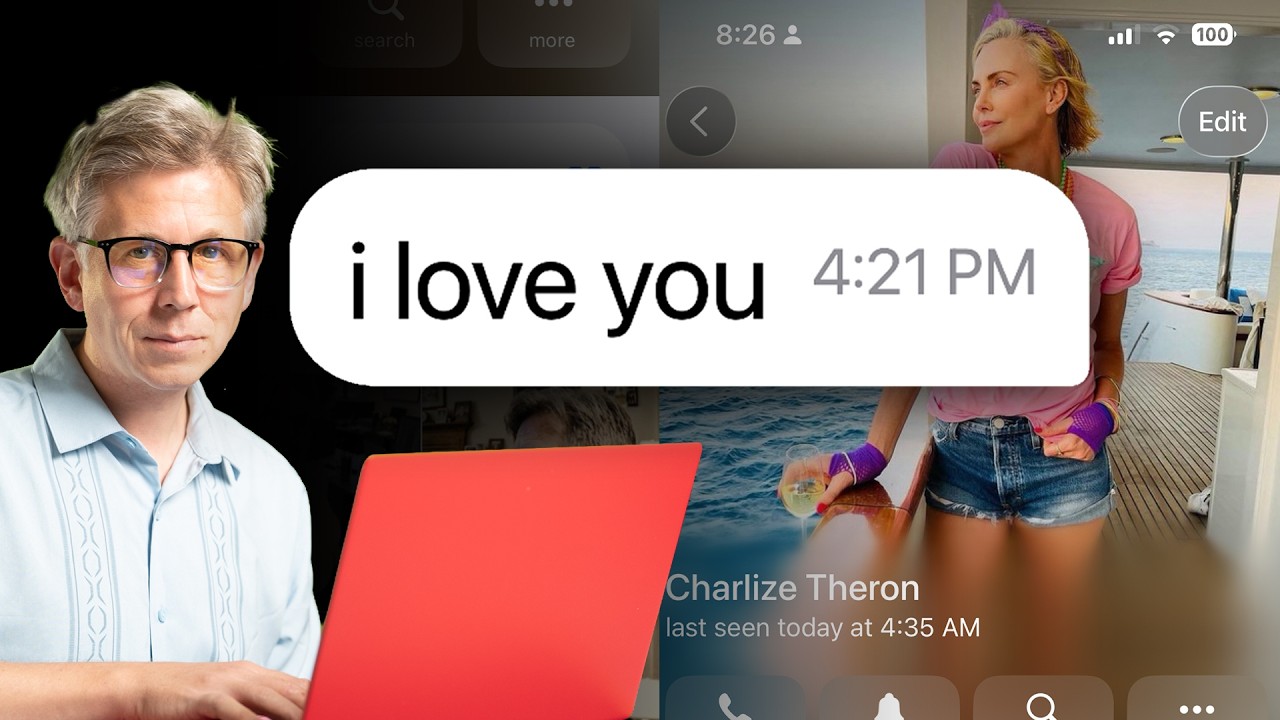 search
more
8:26
100
Edit
i love you 4:21 PM
Charlize Theron
last seen today at 4:35 AM